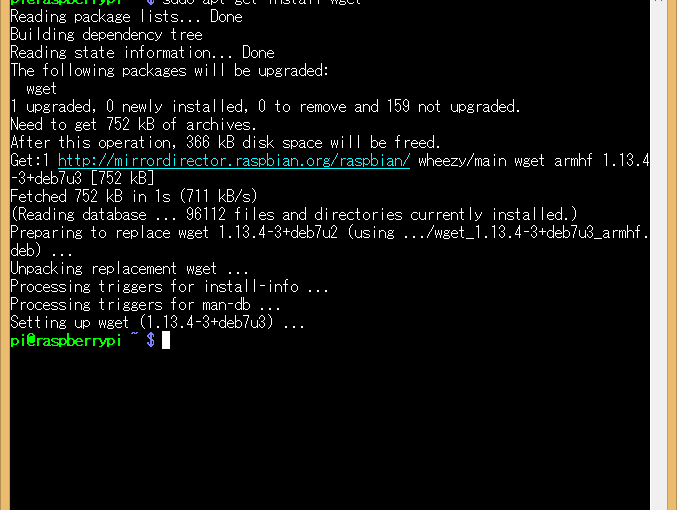 pi@raspberrypi ~ $ sudo apt-get install wget
Reading package lists... Done
Building dependency tree
Reading state information... Done
The following packages will be upgraded:
  wget
1 upgraded, 0 newly installed, 0 to remove and 159 not upgraded.
Need to get 752 kB of archives.
After this operation, 366 kB disk space will be freed.
Get:1 http://mirrordirector.raspbian.org/raspbian/ wheezy/main wget armhf 1.13.4
-3+deb7u3 [752 kB]
Fetched 752 kB in 1s (711 kB/s)
(Reading database ... 96112 files and directories currently installed.)
Preparing to replace wget 1.13.4-3+deb7u2 (using .../wget_1.13.4-3+deb7u3_armhf.
deb) ...
Unpacking replacement wget ...
Processing triggers for install-info ...
Processing triggers for man-db ...
Setting up wget (1.13.4-3+deb7u3) ...
pi@raspberrypi ~ $